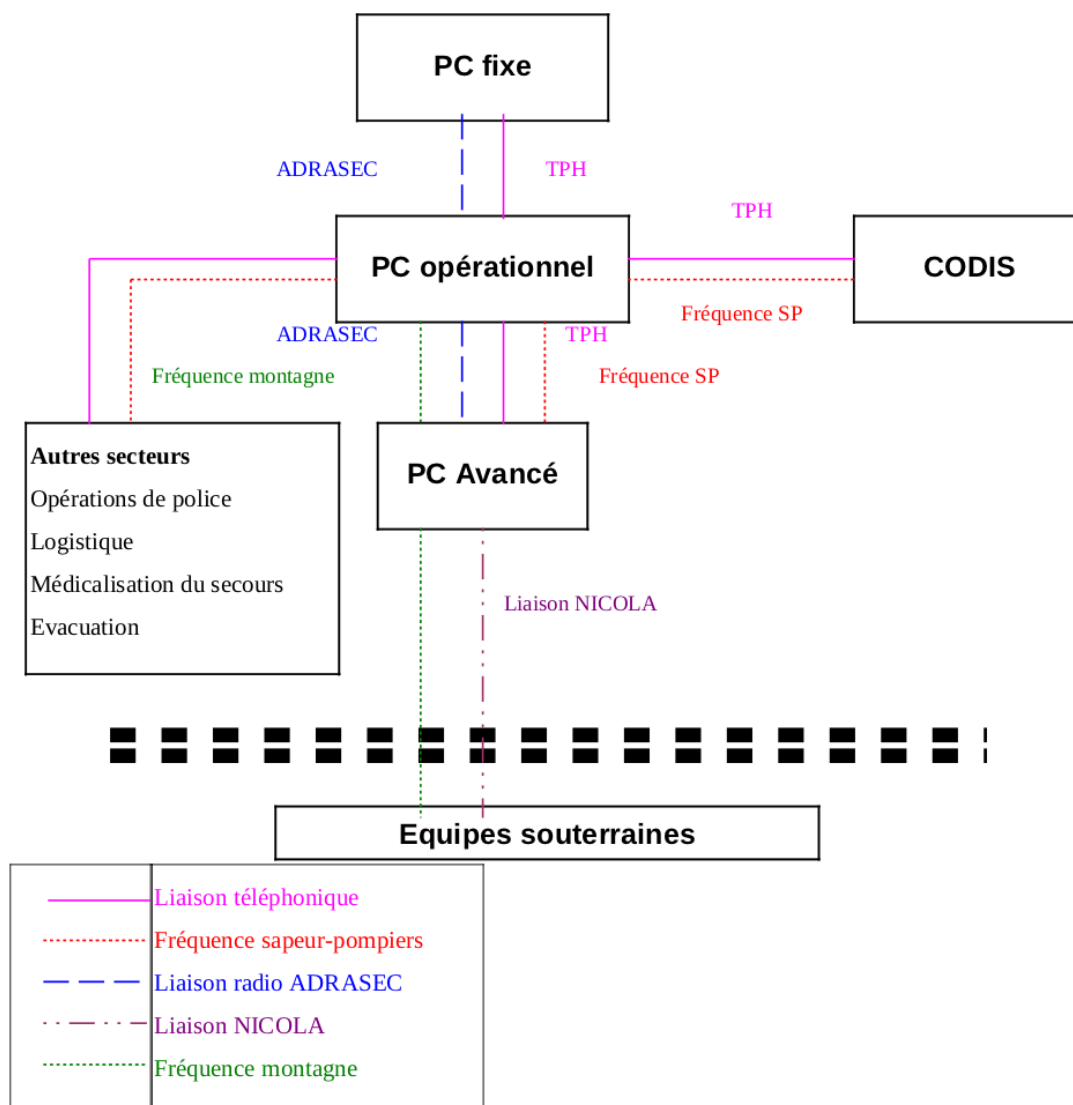 PC fixe
ADRASEC
TPH
TPH
PC opérationnel
CODIS
Fréquence SP
ADRASEC
TPH
Fréquence montagne
Fréquence SP
Autres secteurs
Opérations de police
Logistique
Médicalisation du secours
Evacuation
PC Avancé
Liaison NICOLA
Equipes souterraines
Liaison téléphonique
Fréquence sapeur-pompiers
Liaison radio ADRASEC
Liaison NICOLA
Fréquence montagne